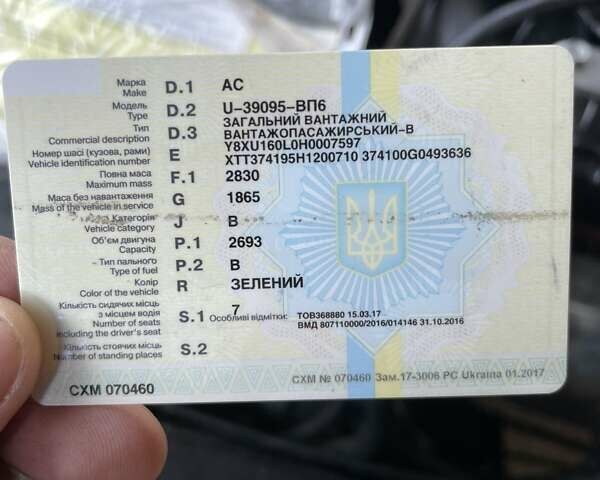 Марка D.1 АС
Make
Модель D.2 U-39095-ВП6
Type ЗАГАЛЬНИЙ ВАНТАЖНИЙ
Тип D.3 ВАНТАЖОПАСАЖИРСЬКИЙ-В
Commercial description Y8XU160L0H0007597
Номер шасі (кузова, рами) E XTT374195H1200710 374100G0493636
Vehicle identification number
Повна маса F.1 2830
Maximum mass
Маса без навантаження G 1865
Mass of the vehicle in service
Категорія J В
Vehicle category
Об'єм двигуна P.1 2693
Capacity
Тип пального P.2 В
Type of fuel
Колір R ЗЕЛЕНИЙ
Color of the vehicle
Кількість сидячих місць 7
з місцем водія S.1 Особливі відмітки: ТОВ368880 15.03.17
Number of seats ВМД 807110000/2016/014146 31.10.2016
including the driver's seat
Кількість стоячих місць S.2
Number of standing places
СХМ 070460 СХМ № 070460 Зам.17-3006 РС Ukraina 01.2017